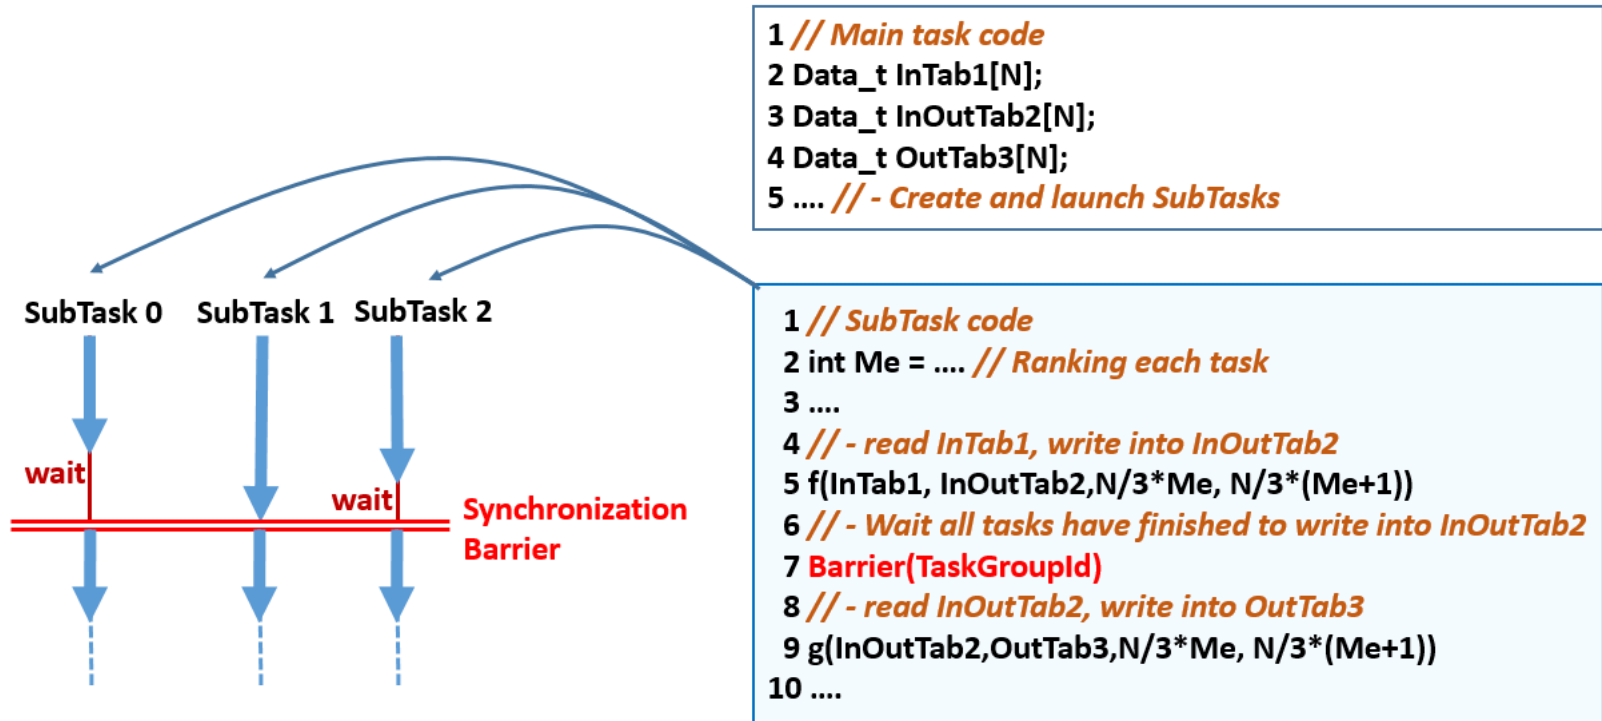 1 // Main task code
2 Data_t InTab1[N];
3 Data_t InOutTab2[N];
4 Data_t OutTab3[N];
5 .... // - Create and launch SubTasks
SubTask 0 SubTask 1 SubTask 2
wait
wait
Synchronization
Barrier
1 // SubTask code
2 int Me = .... // Ranking each task
3 ....
4 // - read InTab1, write into InOutTab2
5 f(InTab1, InOutTab2,N/3*Me, N/3*(Me+1))
6 // - Wait all tasks have finished to write into InOutTab2
7 Barrier(TaskGroupId)
8 // - read InOutTab2, write into OutTab3
9 g(InOutTab2,OutTab3,N/3*Me, N/3*(Me+1))
10 ....